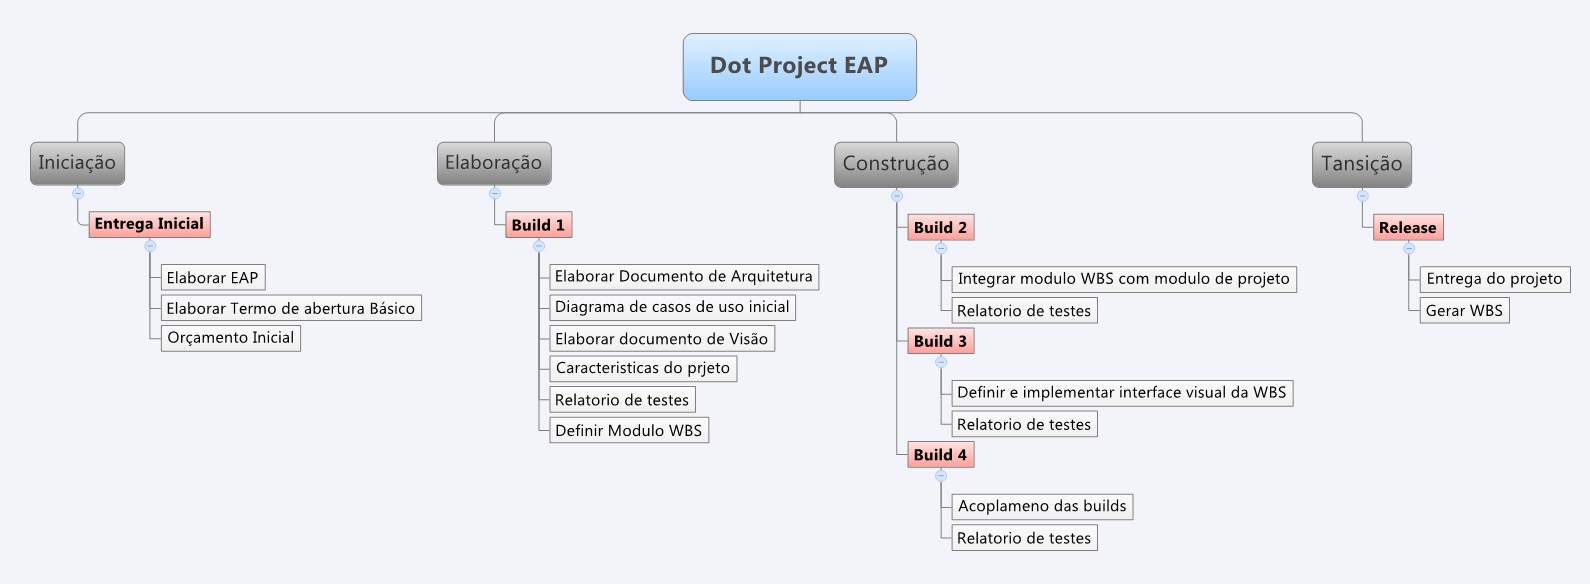 Dot Project EAP
Iniciação
Entrega Inicial
Elaborar EAP
Elaborar Termo de abertura Básico
Orçamento Inicial
Elaboração
Build 1
Elaborar Documento de Arquitetura
Diagrama de casos de uso inicial
Elaborar documento de Visão
Caracteristicas do prjeto
Relatorio de testes
Definir Modulo WBS
Construção
Build 2
Integrar modulo WBS com modulo de projeto
Relatorio de testes
Build 3
Definir e implementar interface visual da WBS
Relatorio de testes
Build 4
Acoplameno das builds
Relatorio de testes
Tansição
Release
Entrega do projeto
Gerar WBS